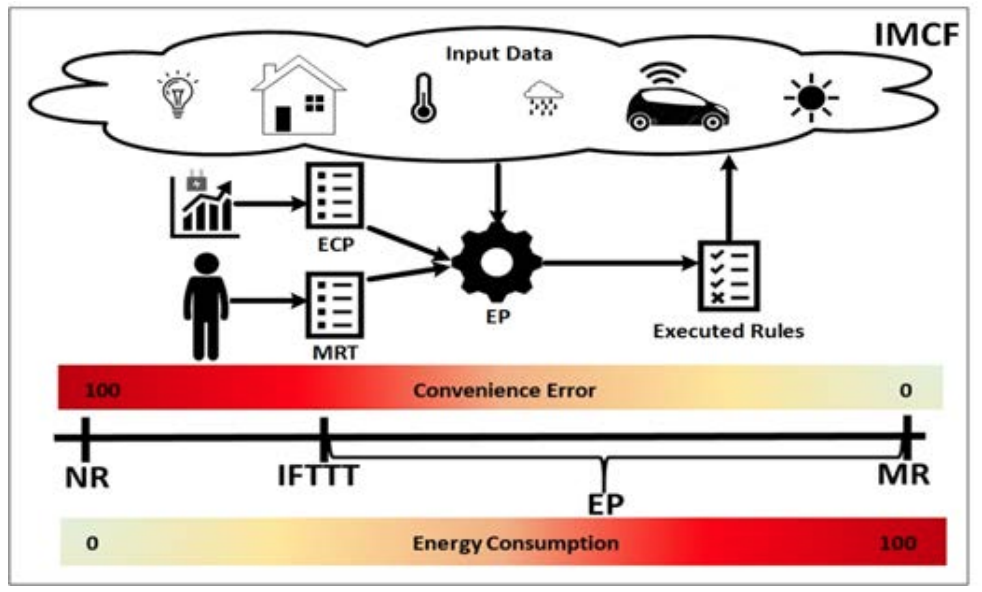 IMCF
Input Data
ECP
MRT
EP
Executed Rules
100 Convenience Error 0
NR IFTTT MR
EP
0 Energy Consumption 100